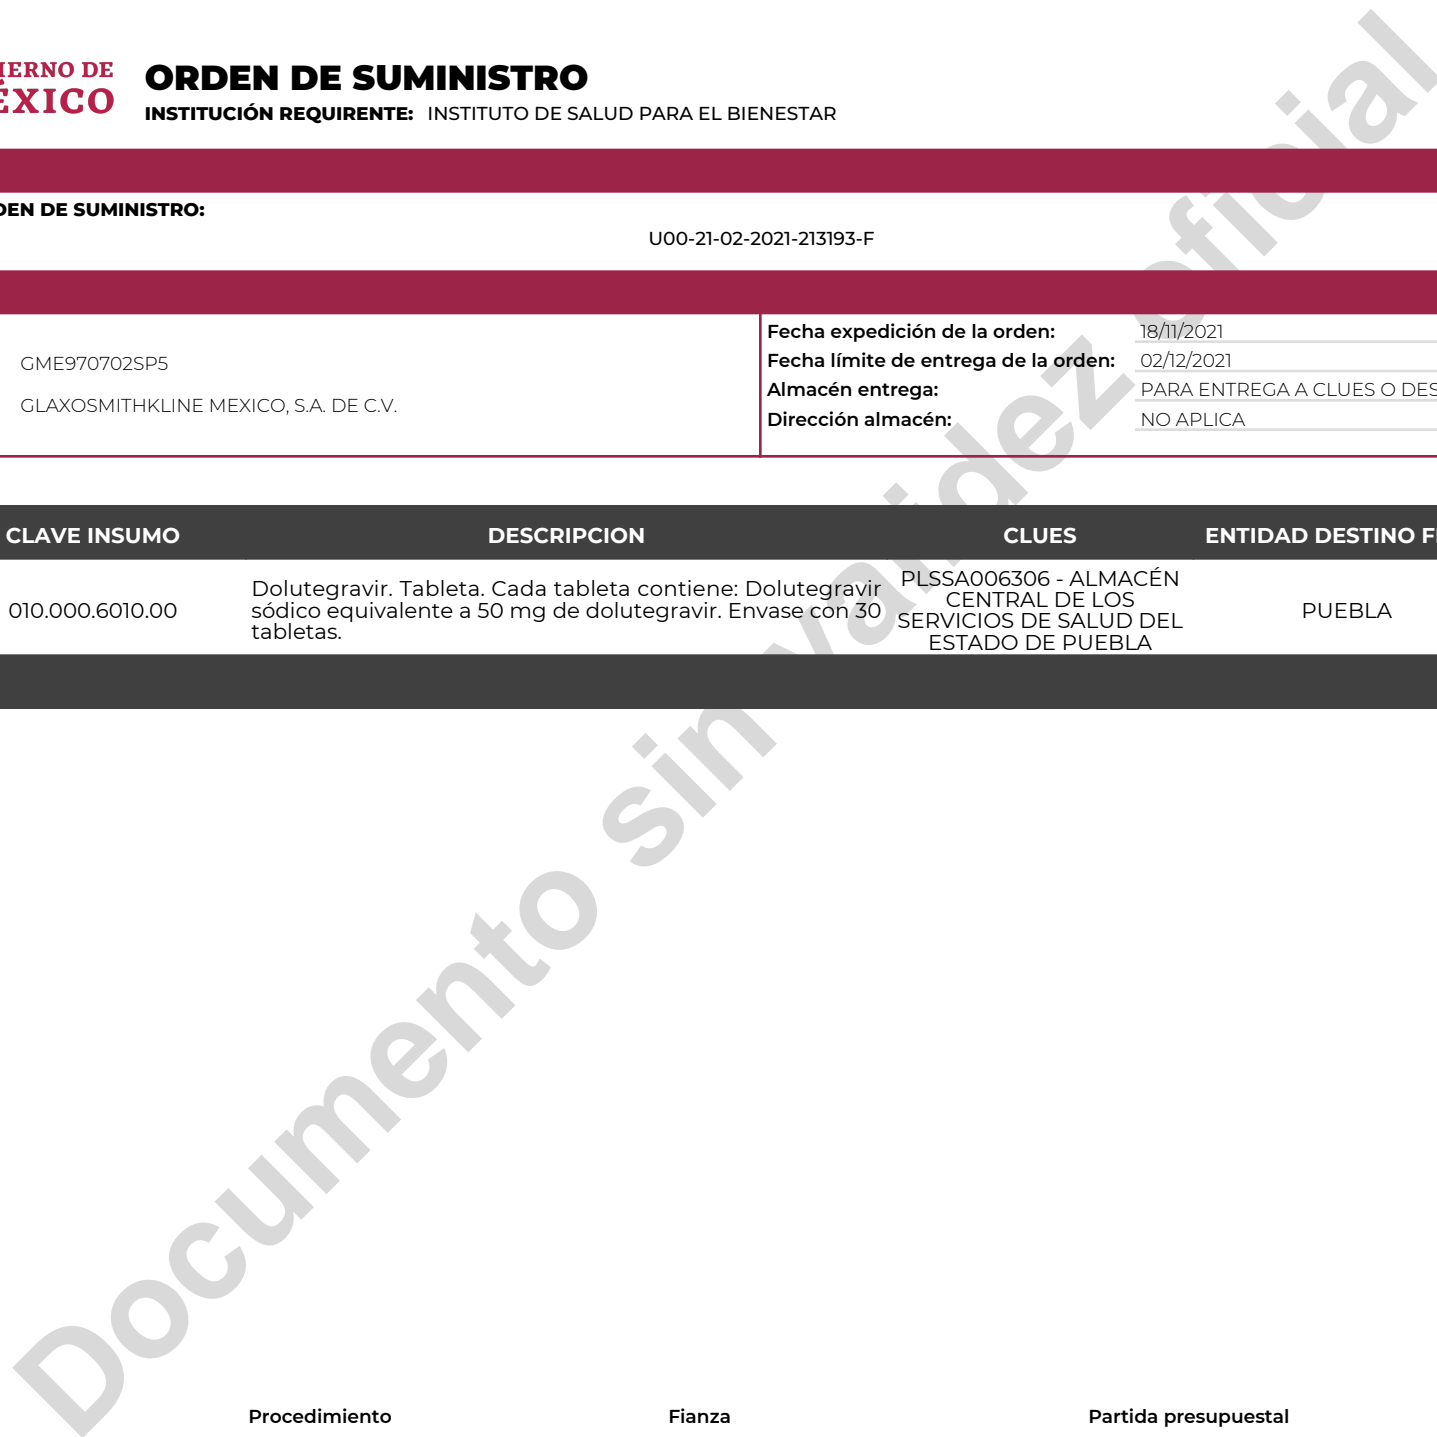 IERNO DE
ÉXICO
ORDEN DE SUMINISTRO
INSTITUCIÓN REQUIRENTE: INSTITUTO DE SALUD PARA EL BIENESTAR
DEN DE SUMINISTRO:
U00-21-02-2021-213193-F
GME970702SP5
GLAXOSMITHKLINE MEXICO, S.A. DE C.V.
Fecha expedición de la orden: 18/11/2021
Fecha límite de entrega de la orden: 02/12/2021
Almacén entrega: PARA ENTREGA A CLUES O DES
Dirección almacén: NO APLICA
CLAVE INSUMO DESCRIPCION CLUES ENTIDAD DESTINO F
010.000.6010.00
Dolutegravir. Tableta. Cada tableta contiene: Dolutegravir
sódico equivalente a 50 mg de dolutegravir. Envase con 30
tabletas.
PLSSA006306 - ALMACÉN
CENTRAL DE LOS
SERVICIOS DE SALUD DEL
ESTADO DE PUEBLA
PUEBLA
Documento sin validez oficial
Procedimiento Fianza Partida presupuestal